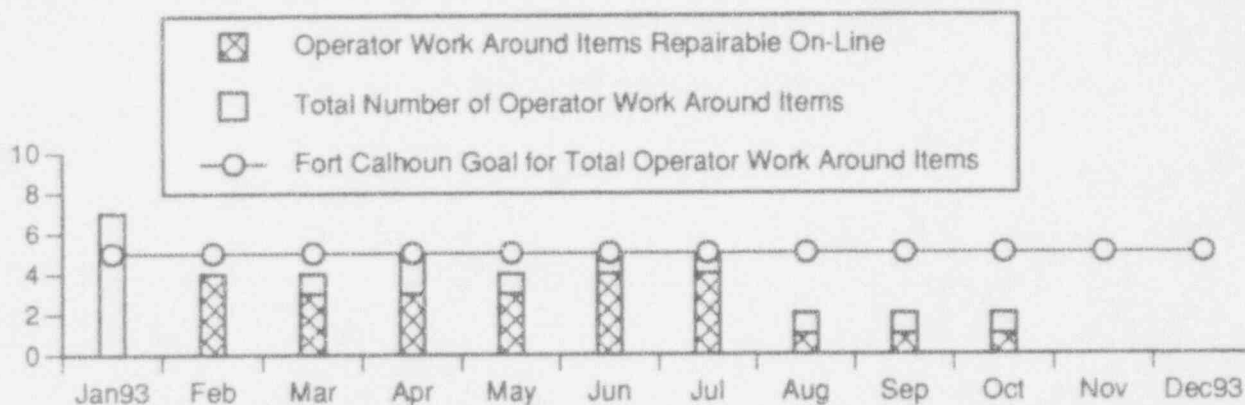 Operator Work Around Items Repairable On-Line
Total Number of Operator Work Around Items
Fort Calhoun Goal for Total Operator Work Around Items
10
8
6
4
2
0
Jan93 Feb Mar Apr May Jun Jul Aug Sep Oct Nov Dec93